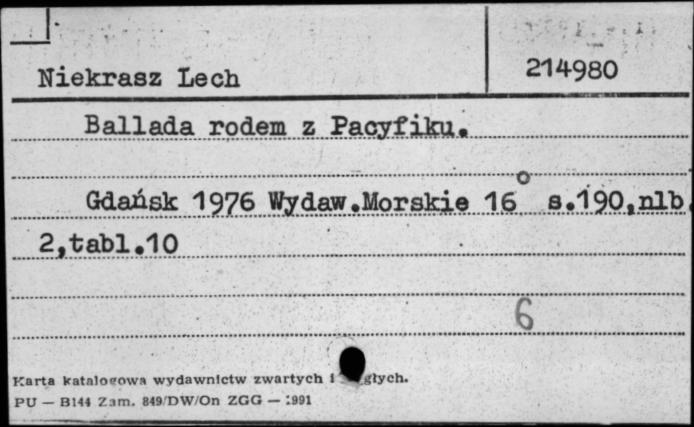 Niekrasz Lech
214980
Ballada rodem z Pacyfiku.
Gdańsk 1976 Wydaw.Morskie 16° s.190,nlb.
2,tabl.10
6
Karta katalogowa wydawnictw zwartych i głych.
PU — B144 Zam. 849/DW/On ZGG — 1991